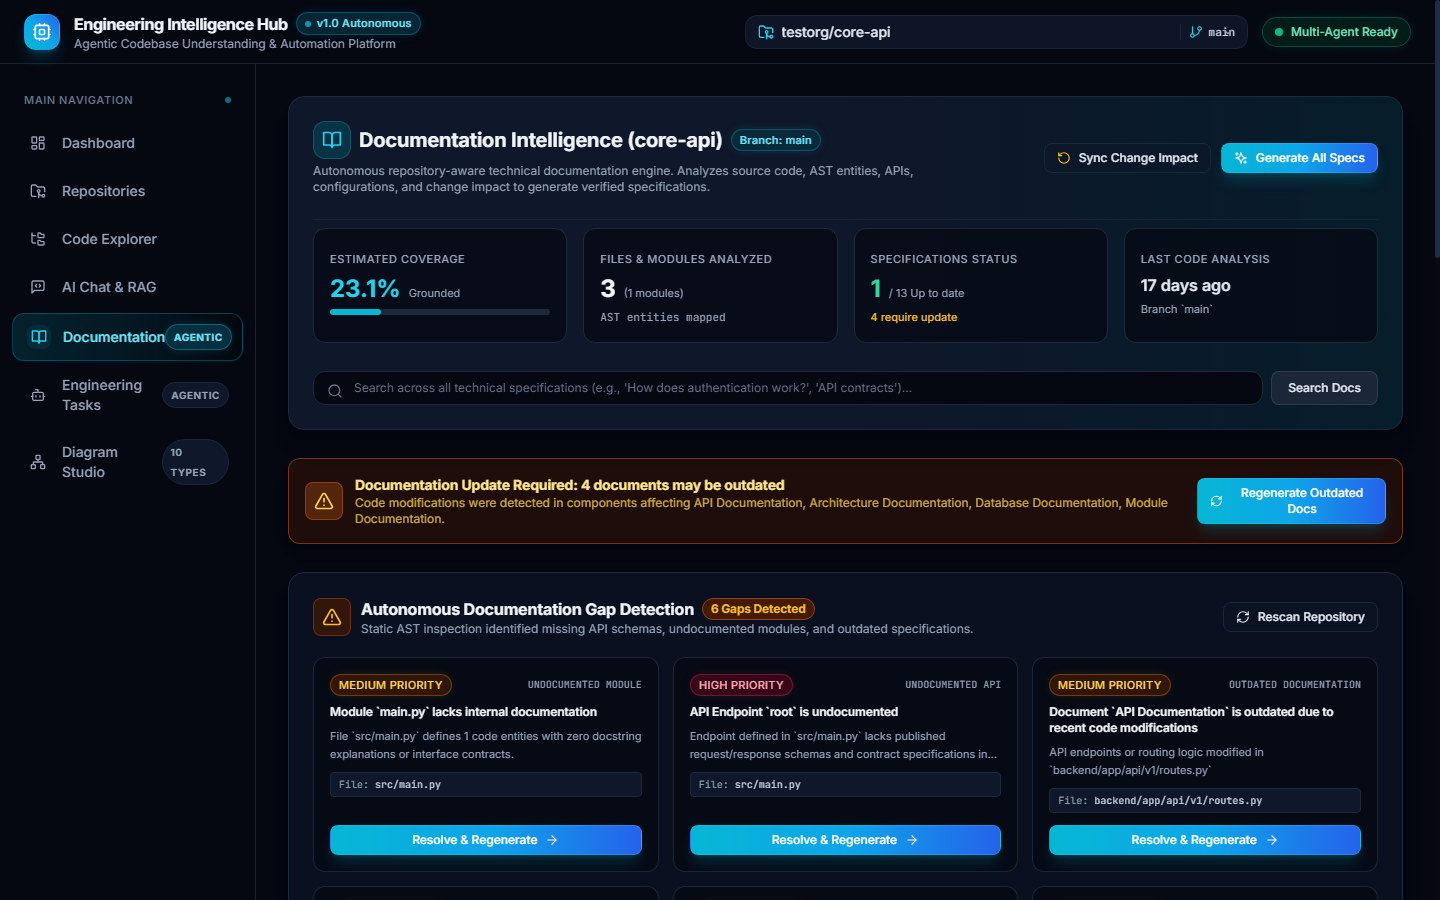 Engineering Intelligence Hub
v1.0 Autonomous
Agentic Codebase Understanding & Automation Platform
testorg/core-api
main
Multi-Agent Ready
MAIN NAVIGATION
Dashboard
Repositories
Code Explorer
AI Chat & RAG
Documentation
AGENTIC
Engineering
Tasks
AGENTIC
Diagram
Studio
10
TYPES
Documentation Intelligence (core-api)
Branch: main
Autonomous repository-aware technical documentation engine. Analyzes source code, AST entities, APIs,
configurations, and change impact to generate verified specifications.
Sync Change Impact
Generate All Specs
ESTIMATED COVERAGE
23.1% Grounded
FILES & MODULES ANALYZED
3 (1 modules)
AST entities mapped
SPECIFICATIONS STATUS
1 / 13 Up to date
4 require update
LAST CODE ANALYSIS
17 days ago
Branch `main`
Search across all technical specifications (e.g., 'How does authentication work?', 'API contracts')...
Search Docs
Documentation Update Required: 4 documents may be outdated
Code modifications were detected in components affecting API Documentation, Architecture Documentation, Database Documentation, Module
Documentation.
Regenerate Outdated
Docs
Autonomous Documentation Gap Detection
6 Gaps Detected
Static AST inspection identified missing API schemas, undocumented modules, and outdated specifications.
Rescan Repository
MEDIUM PRIORITY
UNDOCUMENTED MODULE
Module `main.py` lacks internal documentation
File `src/main.py` defines 1 code entities with zero docstring
explanations or interface contracts.
File: src/main.py
Resolve & Regenerate
HIGH PRIORITY
UNDOCUMENTED API
API Endpoint `root` is undocumented
Endpoint defined in `src/main.py` lacks published
request/response schemas and contract specifications in...
File: src/main.py
Resolve & Regenerate
MEDIUM PRIORITY
OUTDATED DOCUMENTATION
Document `API Documentation` is outdated due to
recent code modifications
API endpoints or routing logic modified in
`backend/app/api/v1/routes.py`
File: backend/app/api/v1/routes.py
Resolve & Regenerate